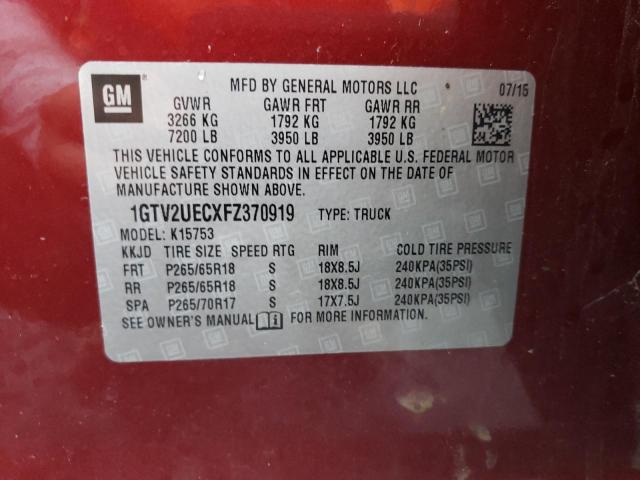 GM
MFD BY GENERAL MOTORS LLC 07/15
GVWR GAWR FRT GAWR RR
3266 KG 1792 KG 1792 KG
7200 LB 3950 LB 3950 LB
THIS VEHICLE CONFORMS TO ALL APPLICABLE U.S. FEDERAL MOTOR
VEHICLE SAFETY STANDARDS IN EFFECT ON THE DATE OF
MANUFACTURE SHOWN ABOVE.
1GTV2UECXFZ370919 TYPE: TRUCK
MODEL: K15753
KKJD TIRE SIZE SPEED RTG RIM COLD TIRE PRESSURE
FRT P265/65R18 S 18X8.5J 240KPA(35PSI)
RR P265/65R18 S 18X8.5J 240KPA(35PSI)
SPA P265/70R17 S 17X7.5J 240KPA(35PSI)
SEE OWNER'S MANUAL FOR MORE INFORMATION.